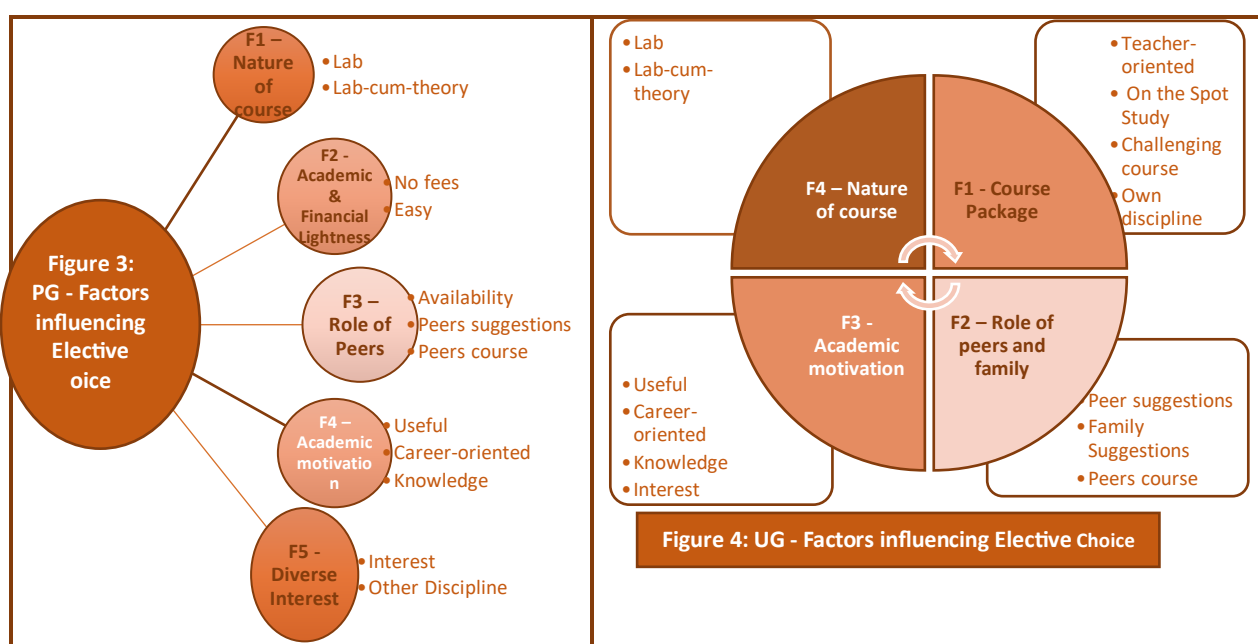 F1 –
Nature
of
course
• Lab
• Lab-cum-theory
F2 -
Academic
&
Financial
Lightness
• No fees
• Easy
Figure 3:
PG - Factors
influencing
Elective
oice
F3 –
Role of
Peers
• Availability
• Peers suggestions
• Peers course
F4 –
Academic
motivatio
n
• Useful
• Career-oriented
• Knowledge
F5 -
Diverse
Interest
• Interest
• Other Discipline
• Lab
• Lab-cum-
theory
• Teacher-
oriented
• On the Spot
Study
• Challenging
course
• Own
discipline
F4 – Nature
of course
F1 - Course
Package
F3 -
Academic
motivation
F2 – Role of
peers and
family
• Useful
• Career-
oriented
• Knowledge
• Interest
• Peer suggestions
• Family
Suggestions
• Peers course
Figure 4: UG - Factors influencing Elective Choice